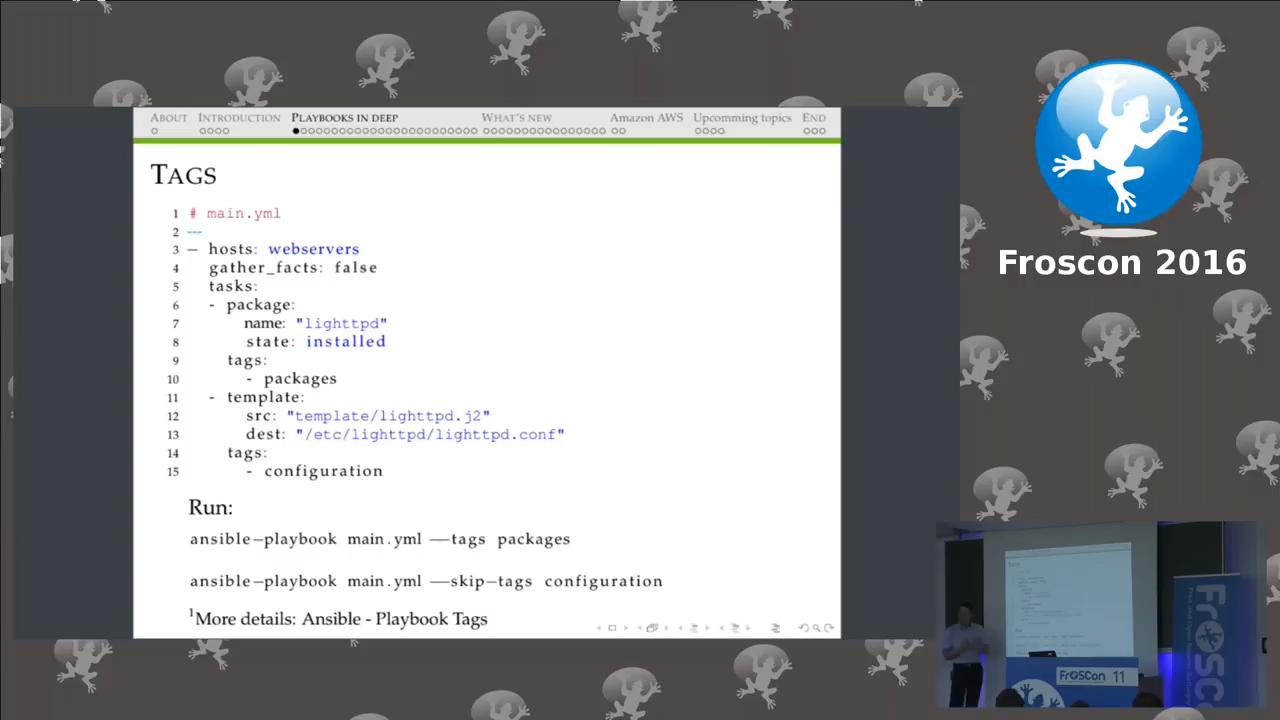 ABOUT INTRODUCTION PLAYBOOKS IN DEEP WHAT'S NEW Amazon AWS Upcomming topics END
TAGS
1 # main.yml
2 ---
3 — hosts: webservers
4 gather_facts: false
5 tasks:
6 - package:
7 name: "lighttpd"
8 state: installed
9 tags:
10 - packages
11 - template:
12 src: "template/lighttpd.j2"
13 dest: "/etc/lighttpd/lighttpd.conf"
14 tags:
15 - configuration
Run:
ansible—playbook main.yml ——tags packages
ansible—playbook main.yml ——skip—tags configuration
1More details: Ansible - Playbook Tags
Froscon 2016
FrOSCon 11
FrOSC